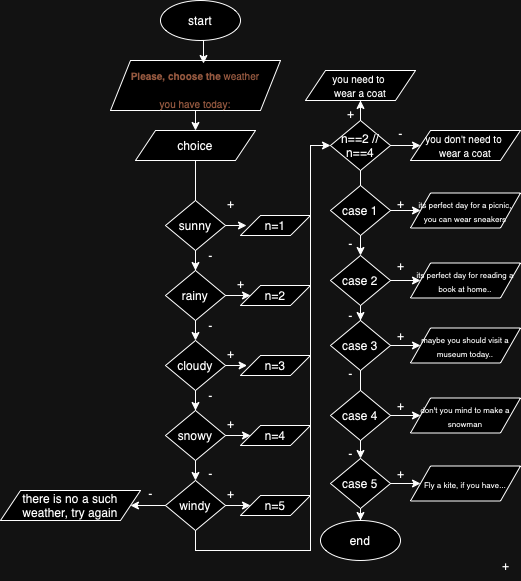 start
Please, choose the weather
you have today:
choice
sunny
+
n=1
-
rainy
+
n=2
-
cloudy
+
n=3
-
snowy
+
n=4
-
windy
+
n=5
-
there is no a such
weather, try again
you need to
wear a coat
+
n==2 //
n==4
-
you don't need to
wear a coat
case 1
+
its perfect day for a picnic,
you can wear sneakers
-
case 2
+
its perfect day for reading a
book at home..
-
case 3
+
maybe you should visit a
museum today..
-
case 4
+
don't you mind to make a
snowman
-
case 5
+
Fly a kite, if you have...
end
+